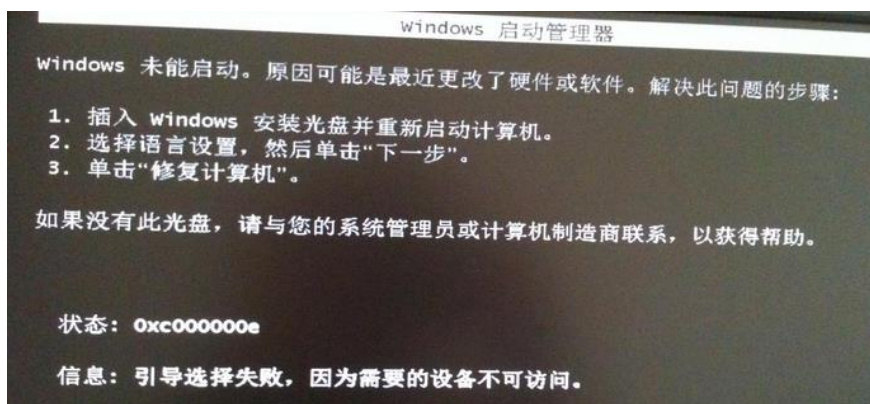 Windows 启动管理器
Windows 未能启动。原因可能是最近更改了硬件或软件。解决此问题的步骤:
1. 插入 Windows 安装光盘并重新启动计算机。
2. 选择语言设置，然后单击“下一步”。
3. 单击“修复计算机”。
如果没有此光盘，请与您的系统管理员或计算机制造商联系，以获得帮助。
状态: 0xc000000e
信息: 引导选择失败，因为需要的设备不可访问。